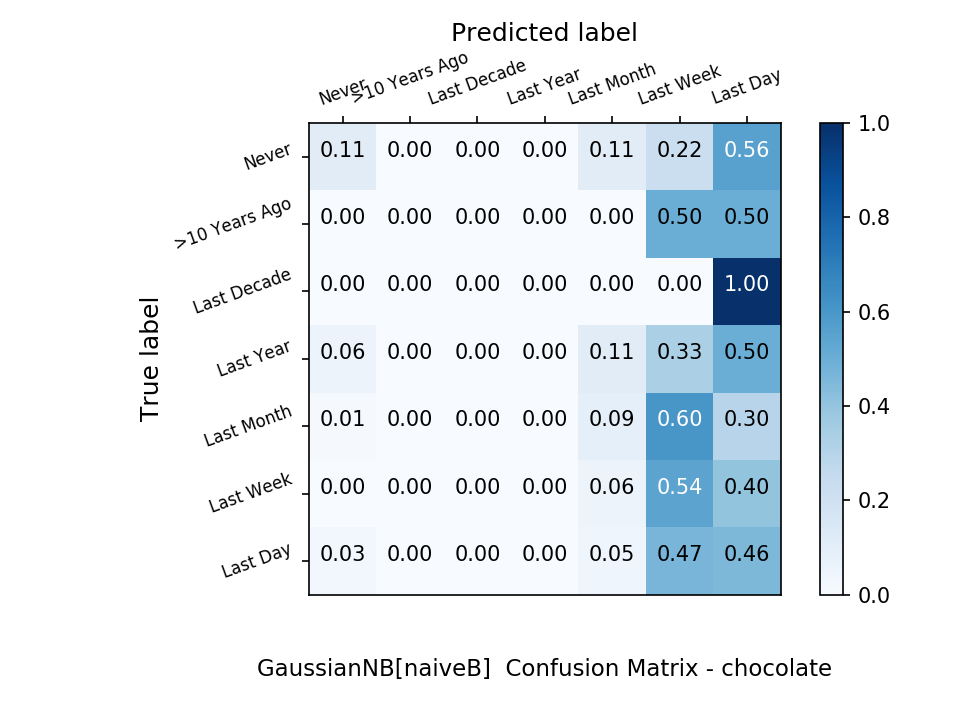 Predicted label
Never >10 Years Ago Last Decade Last Year Last Month Last Week Last Day
1.0
Never 0.11 0.00 0.00 0.00 0.11 0.22 0.56
0.8
>10 Years Ago 0.00 0.00 0.00 0.00 0.00 0.50 0.50
Last Decade 0.00 0.00 0.00 0.00 0.00 0.00 1.00
0.6
True label
Last Year 0.06 0.00 0.00 0.00 0.11 0.33 0.50
0.4
Last Month 0.01 0.00 0.00 0.00 0.09 0.60 0.30
Last Week 0.00 0.00 0.00 0.00 0.06 0.54 0.40
0.2
Last Day 0.03 0.00 0.00 0.00 0.05 0.47 0.46
0.0
GaussianNB[naiveB]  Confusion Matrix - chocolate